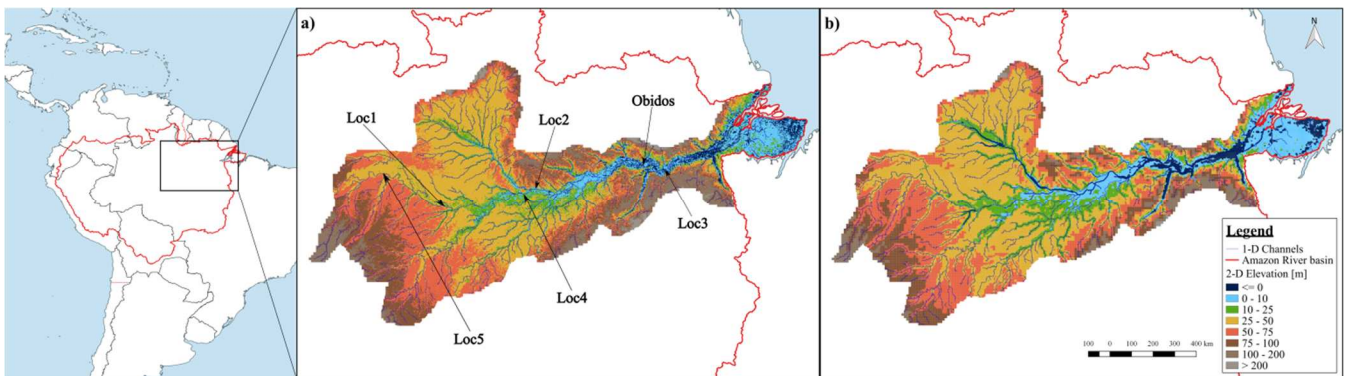 a)
Obidos
Loc1
Loc2
Loc3
Loc4
Loc5
b)
N
Legend
1-D Channels
Amazon River basin
2-D Elevation [m]
<= 0
0 - 10
10 - 25
25 - 50
50 - 75
75 - 100
100 - 200
> 200
100 0 100 200 300 400 km